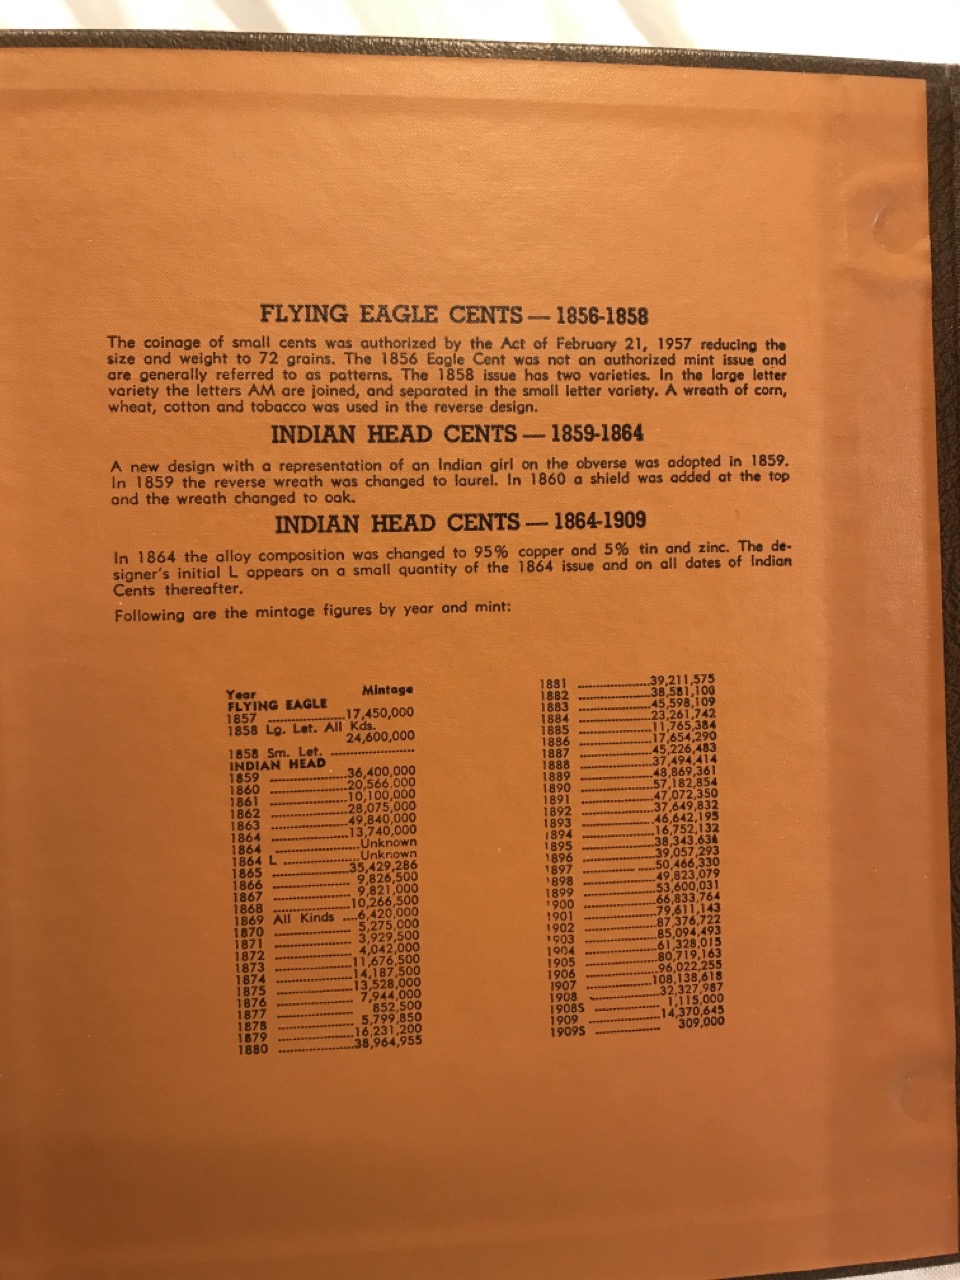 FLYING EAGLE CENTS — 1856-1858
The coinage of small cents was authorized by the Act of February 21, 1957 reducing the
size and weight to 72 grains. The 1856 Eagle Cent was not an authorized mint issue and
are generally referred to as patterns. The 1858 issue has two varieties. In the large letter
variety the letters AM are joined, and separated in the small letter variety. A wreath of corn,
wheat, cotton and tobacco was used in the reverse design.
INDIAN HEAD CENTS — 1859-1864
A new design with a representation of an Indian girl on the obverse was adopted in 1859.
In 1859 the reverse wreath was changed to laurel. In 1860 a shield was added at the top
and the wreath changed to oak.
INDIAN HEAD CENTS — 1864-1909
In 1864 the alloy composition was changed to 95% copper and 5% tin and zinc. The de-
signer's initial L appears on a small quantity of the 1864 issue and on all dates of Indian
Cents thereafter.
Following are the mintage figures by year and mint:
Year Mintage
FLYING EAGLE
1857 ..................17,450,000
1858 Lg. Let. All Kds.
24,600,000
1858 Sm. Let. ..................
INDIAN HEAD
1859 ..................36,400,000
1860 ..................20,566,000
1861 ..................10,100,000
1862 ..................28,075,000
1863 ..................49,840,000
1864 ..................13,740,000
1864 ..................Unknown
1864 L ..................Unknown
1865 ..................35,429,286
1866 .................. 9,826,500
1867 .................. 9,821,000
1868 ..................10,266,500
1869 All Kinds ....6,420,000
1870 .................. 5,275,000
1871 .................. 3,929,500
1872 .................. 4,042,000
1873 ..................11,676,500
1874 ..................14,187,500
1875 ..................13,528,000
1876 .................. 7,944,000
1877 .................. 852,500
1878 .................. 5,799,850
1879 ..................16,231,200
1880 ..................38,964,955
1881 ..................39,211,575
1882 ..................38,581,100
1883 ..................45,598,109
1884 ..................23,261,742
1885 ..................11,765,384
1886 ..................17,654,290
1887 ..................45,226,483
1888 ..................37,494,414
1889 ..................48,869,361
1890 ..................57,182,854
1891 ..................47,072,350
1892 ..................37,649,832
1893 ..................46,642,195
1894 ..................16,752,132
1895 ..................38,343,636
1896 ..................39,057,293
1897 ..................50,466,330
1898 ..................49,823,079
1899 ..................53,600,031
1900 ..................66,833,764
1901 ..................79,611,143
1902 ..................87,376,722
1903 ..................85,094,493
1904 ..................61,328,015
1905 ..................80,719,163
1906 ..................96,022,255
1907 ..................108,138,618
1908 ..................32,327,987
1908S .................. 1,115,000
1909 ..................14,370,645
1909S .................. 309,000